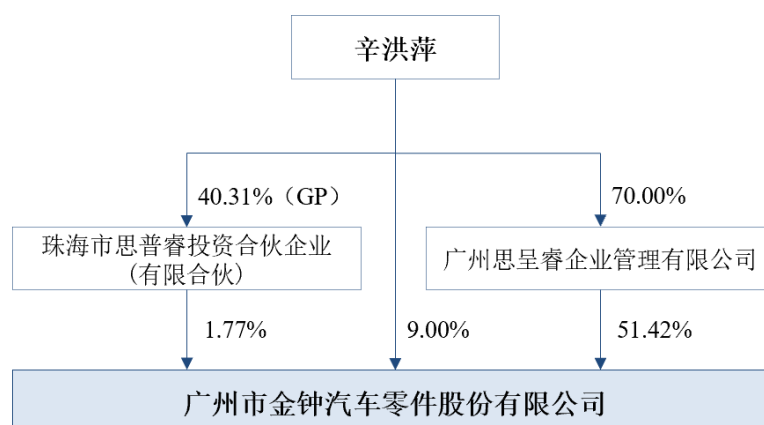 辛洪萍
40.31%（GP）
70.00%
珠海市思普睿投资合伙企业
(有限合伙)
广州思呈睿企业管理有限公司
1.77%
9.00%
51.42%
广州市金钟汽车零件股份有限公司